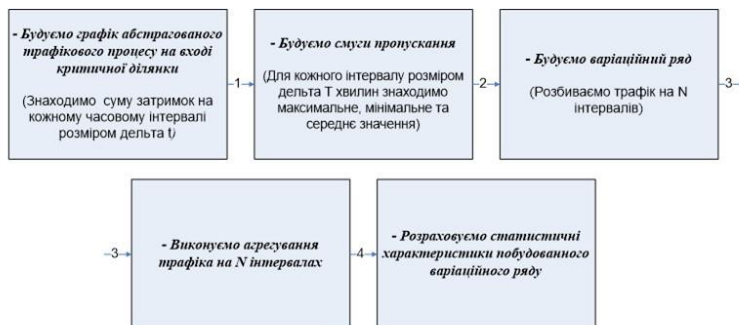 - Будуємо графік абстрагованого
трафікового процесу на вході
критичної ділянки
(Знаходимо суму затримок на
кожному часовому інтервалі
розміром дельта t)
1
- Будуємо смуги пропускання
(Для кожного інтервалу розміром
дельта Т хвилин знаходимо
максимальне, мінімальне та
середнє значення)
2
- Будуємо варіаційний ряд
(Розбиваємо трафік на N
інтервалів)
3
3
- Виконуємо агрегування
трафіка на N інтервалах
4
- Розраховуємо статистичні
характеристики побудованного
варіаційного ряду